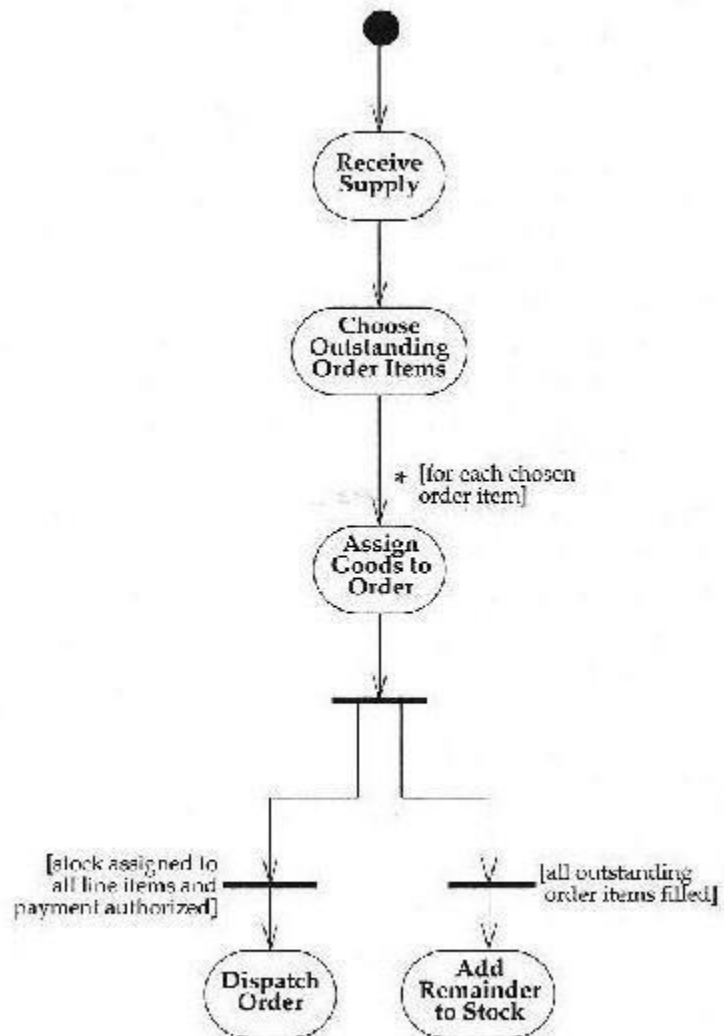 Receive
Supply
Choose
Outstanding
Order Items
* [for each chosen
order item]
Assign
Goods to
Order
[stock assigned to
all line items and
payment authorized]
[all outstanding
order items filled]
Dispatch
Order
Add
Remainder
to Stock